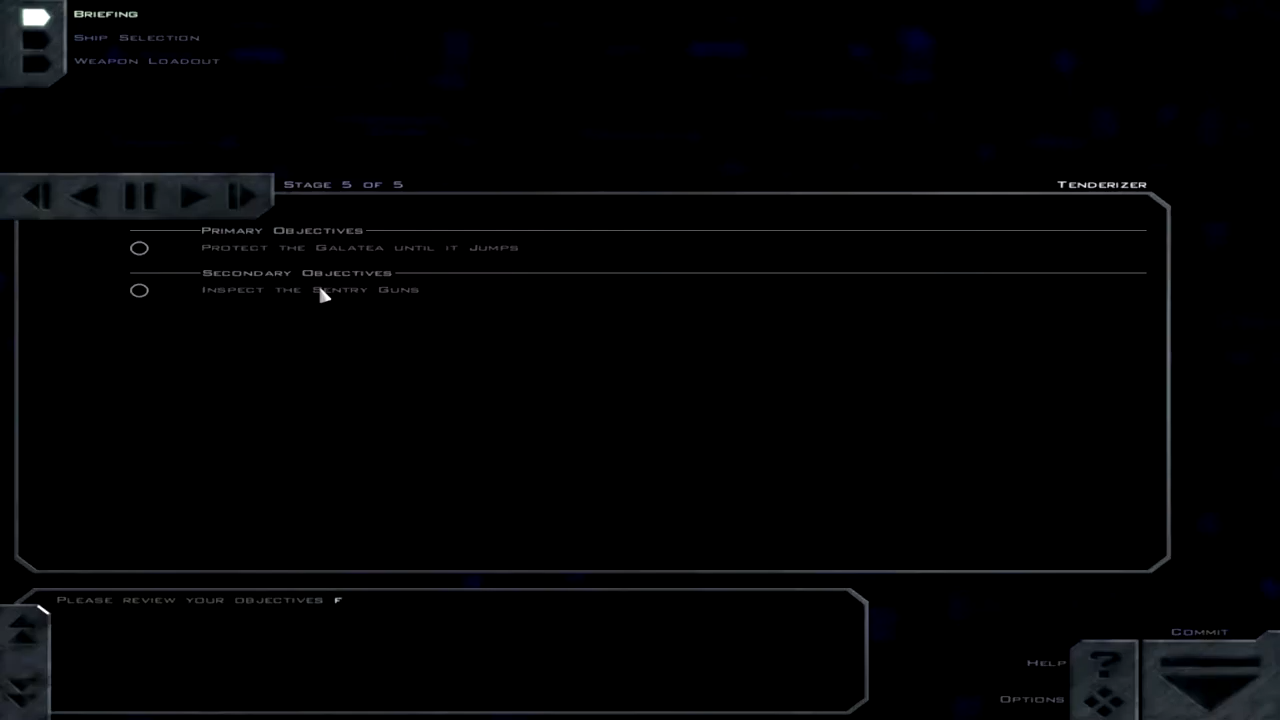 Briefing
Ship Selection
Weapon Loadout
Stage 5 of 5
Tenderizer
Primary Objectives
Protect the Galatea until it Jumps
Secondary Objectives
Inspect the Sentry Guns
Please review your objectives f
Commit
Help
?
Options